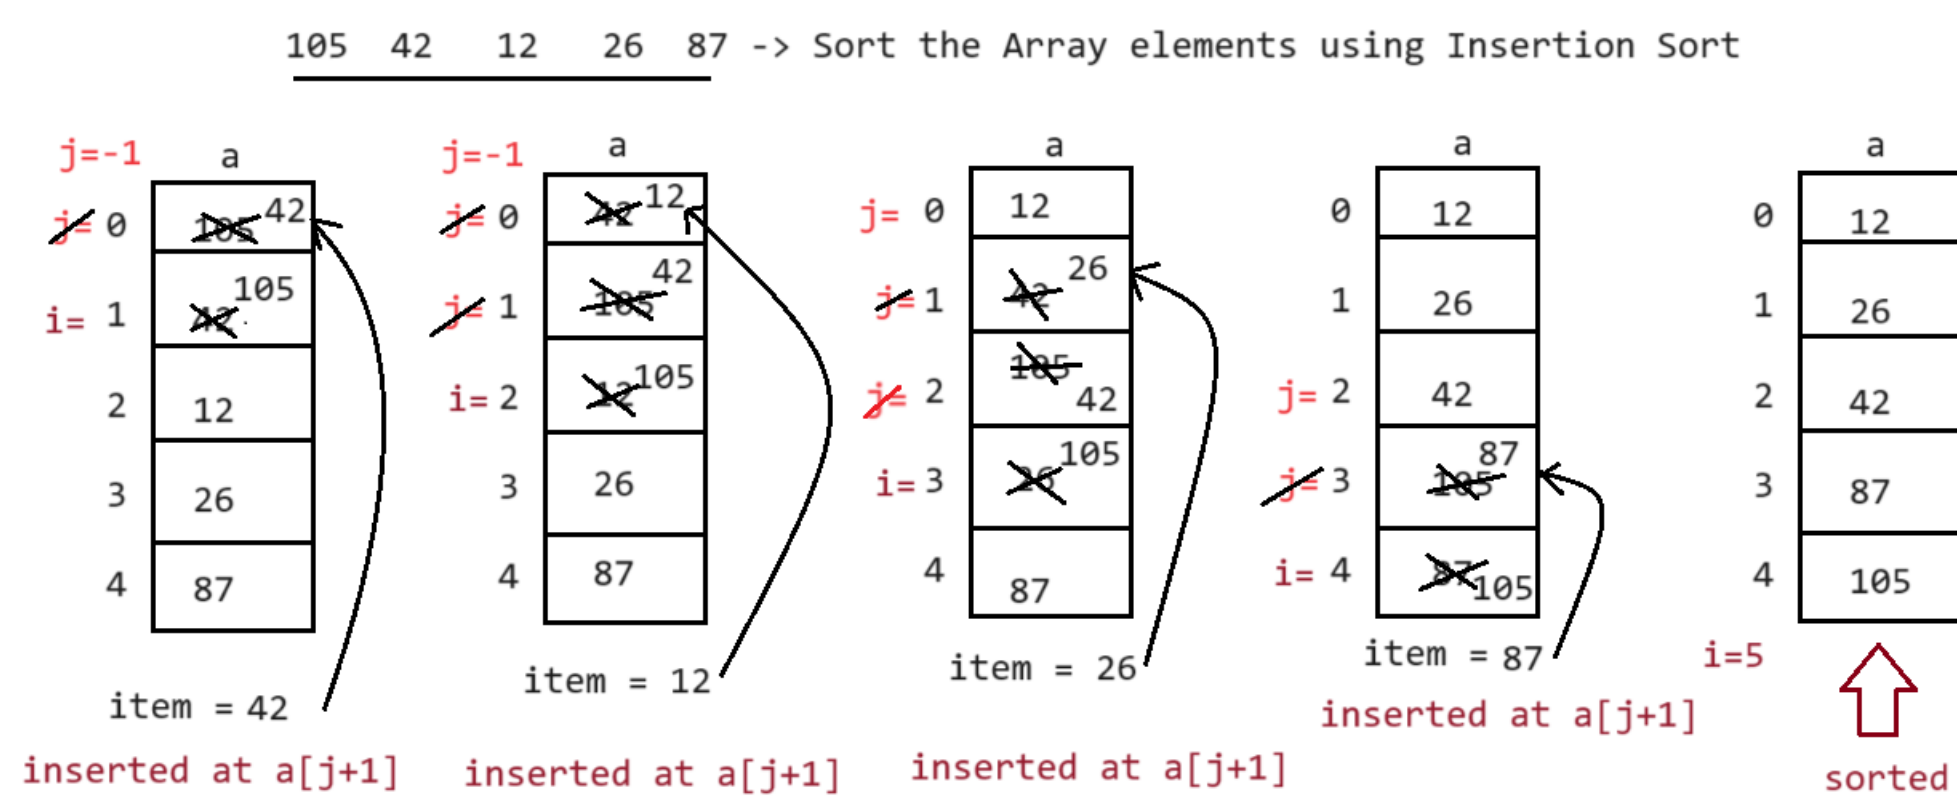 105 42 12 26 87 -> Sort the Array elements using Insertion Sort
j=-1 a
j= 0 105 42
i= 1 42 105
2 12
3 26
4 87
item = 42
inserted at a[j+1]
j=-1 a
j= 0 42 12
j= 1 105 42
i= 2 12 105
3 26
4 87
item = 12
inserted at a[j+1]
a
j= 0 12
j= 1 42 26
j= 2 105 42
i= 3 26 105
4 87
item = 26
inserted at a[j+1]
a
0 12
1 26
j= 2 42
j= 3 105 87
i= 4 87 105
item = 87
inserted at a[j+1]
a
0 12
1 26
2 42
3 87
4 105
i=5
sorted